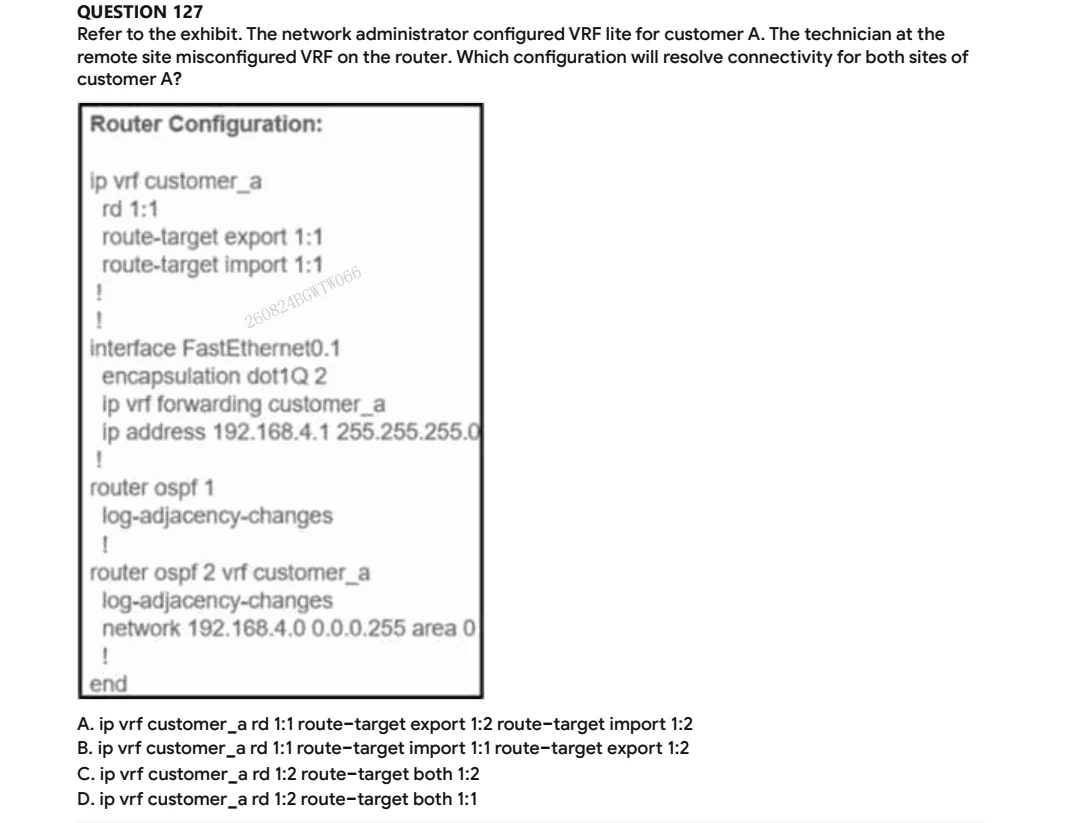 QUESTION 127
Refer to the exhibit. The network administrator configured VRF lite for customer A. The technician at the
remote site misconfigured VRF on the router. Which configuration will resolve connectivity for both sites of
customer A?
Router Configuration:
ip vrf customer_a
rd 1:1
route-target export 1:1
route-target import 1:1
!
!
260824BGWTW066
interface FastEthernet0.1
encapsulation dot1Q 2
ip vrf forwarding customer_a
ip address 192.168.4.1 255.255.255.0
!
router ospf 1
log-adjacency-changes
!
router ospf 2 vrf customer_a
log-adjacency-changes
network 192.168.4.0 0.0.0.255 area 0
!
end
A. ip vrf customer_a rd 1:1 route-target export 1:2 route-target import 1:2
B. ip vrf customer_a rd 1:1 route-target import 1:1 route-target export 1:2
C. ip vrf customer_a rd 1:2 route-target both 1:2
D. ip vrf customer_a rd 1:2 route-target both 1:1